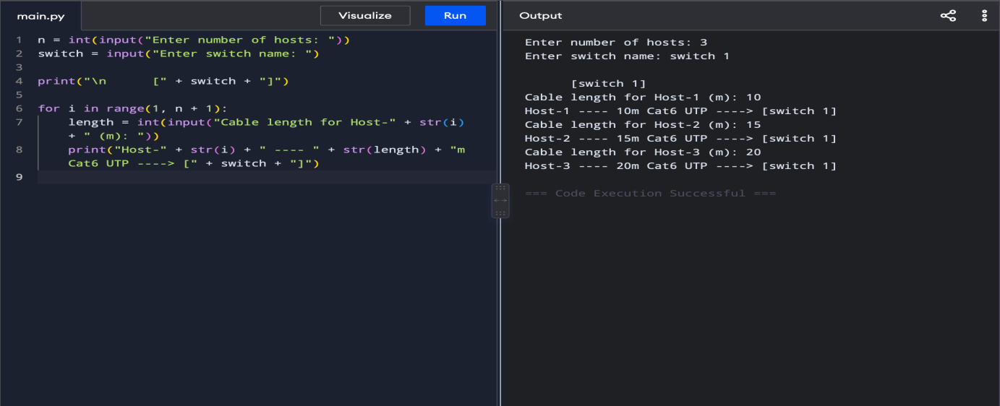 main.py
Visualize
Run
1 n = int(input("Enter number of hosts: "))
2 switch = input("Enter switch name: ")
3
4 print("\n      [" + switch + "]")
5
6 for i in range(1, n + 1):
7     length = int(input("Cable length for Host-" + str(i)
    + " (m): "))
8     print("Host-" + str(i) + " ---- " + str(length) + "m
    Cat6 UTP ----> [" + switch + "]")
9
Output
Enter number of hosts: 3
Enter switch name: switch 1
      [switch 1]
Cable length for Host-1 (m): 10
Host-1 ---- 10m Cat6 UTP ----> [switch 1]
Cable length for Host-2 (m): 15
Host-2 ---- 15m Cat6 UTP ----> [switch 1]
Cable length for Host-3 (m): 20
Host-3 ---- 20m Cat6 UTP ----> [switch 1]
=== Code Execution Successful ===